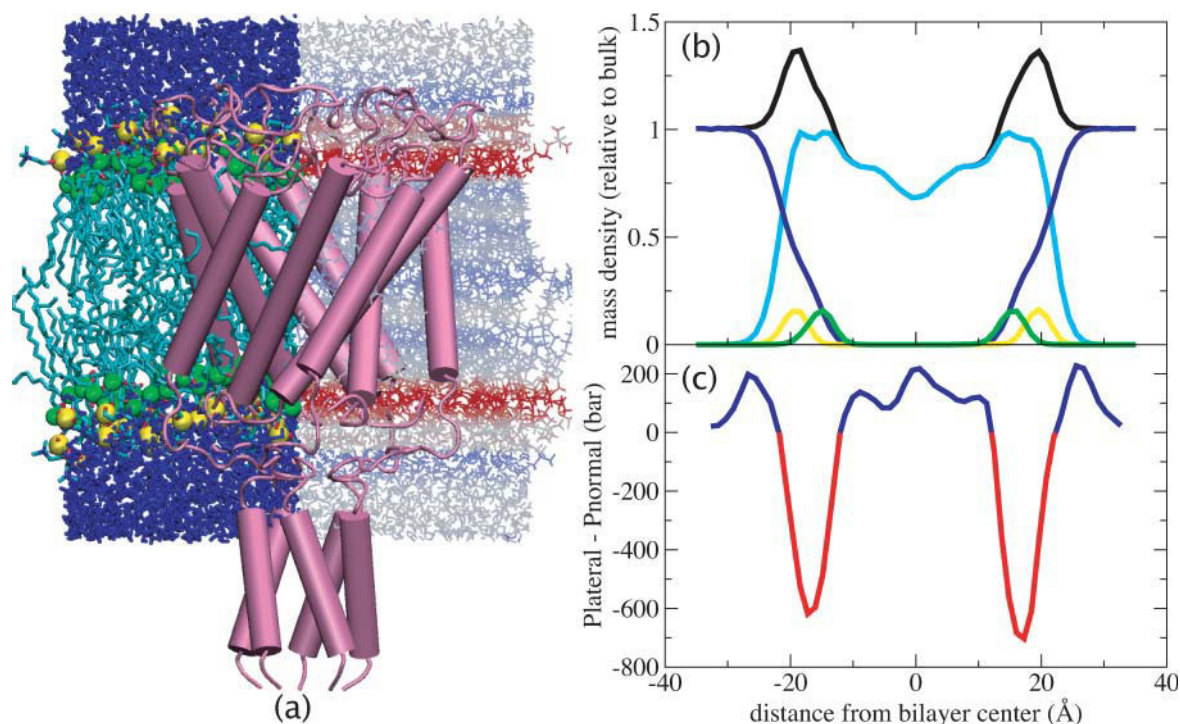 (a)
(b)
mass density (relative to bulk)
1.5
1
0.5
0
(c)
Plateral - Pnormal (bar)
200
0
-200
-400
-600
-800
-40
-20
0
20
40
distance from bilayer center (Å)